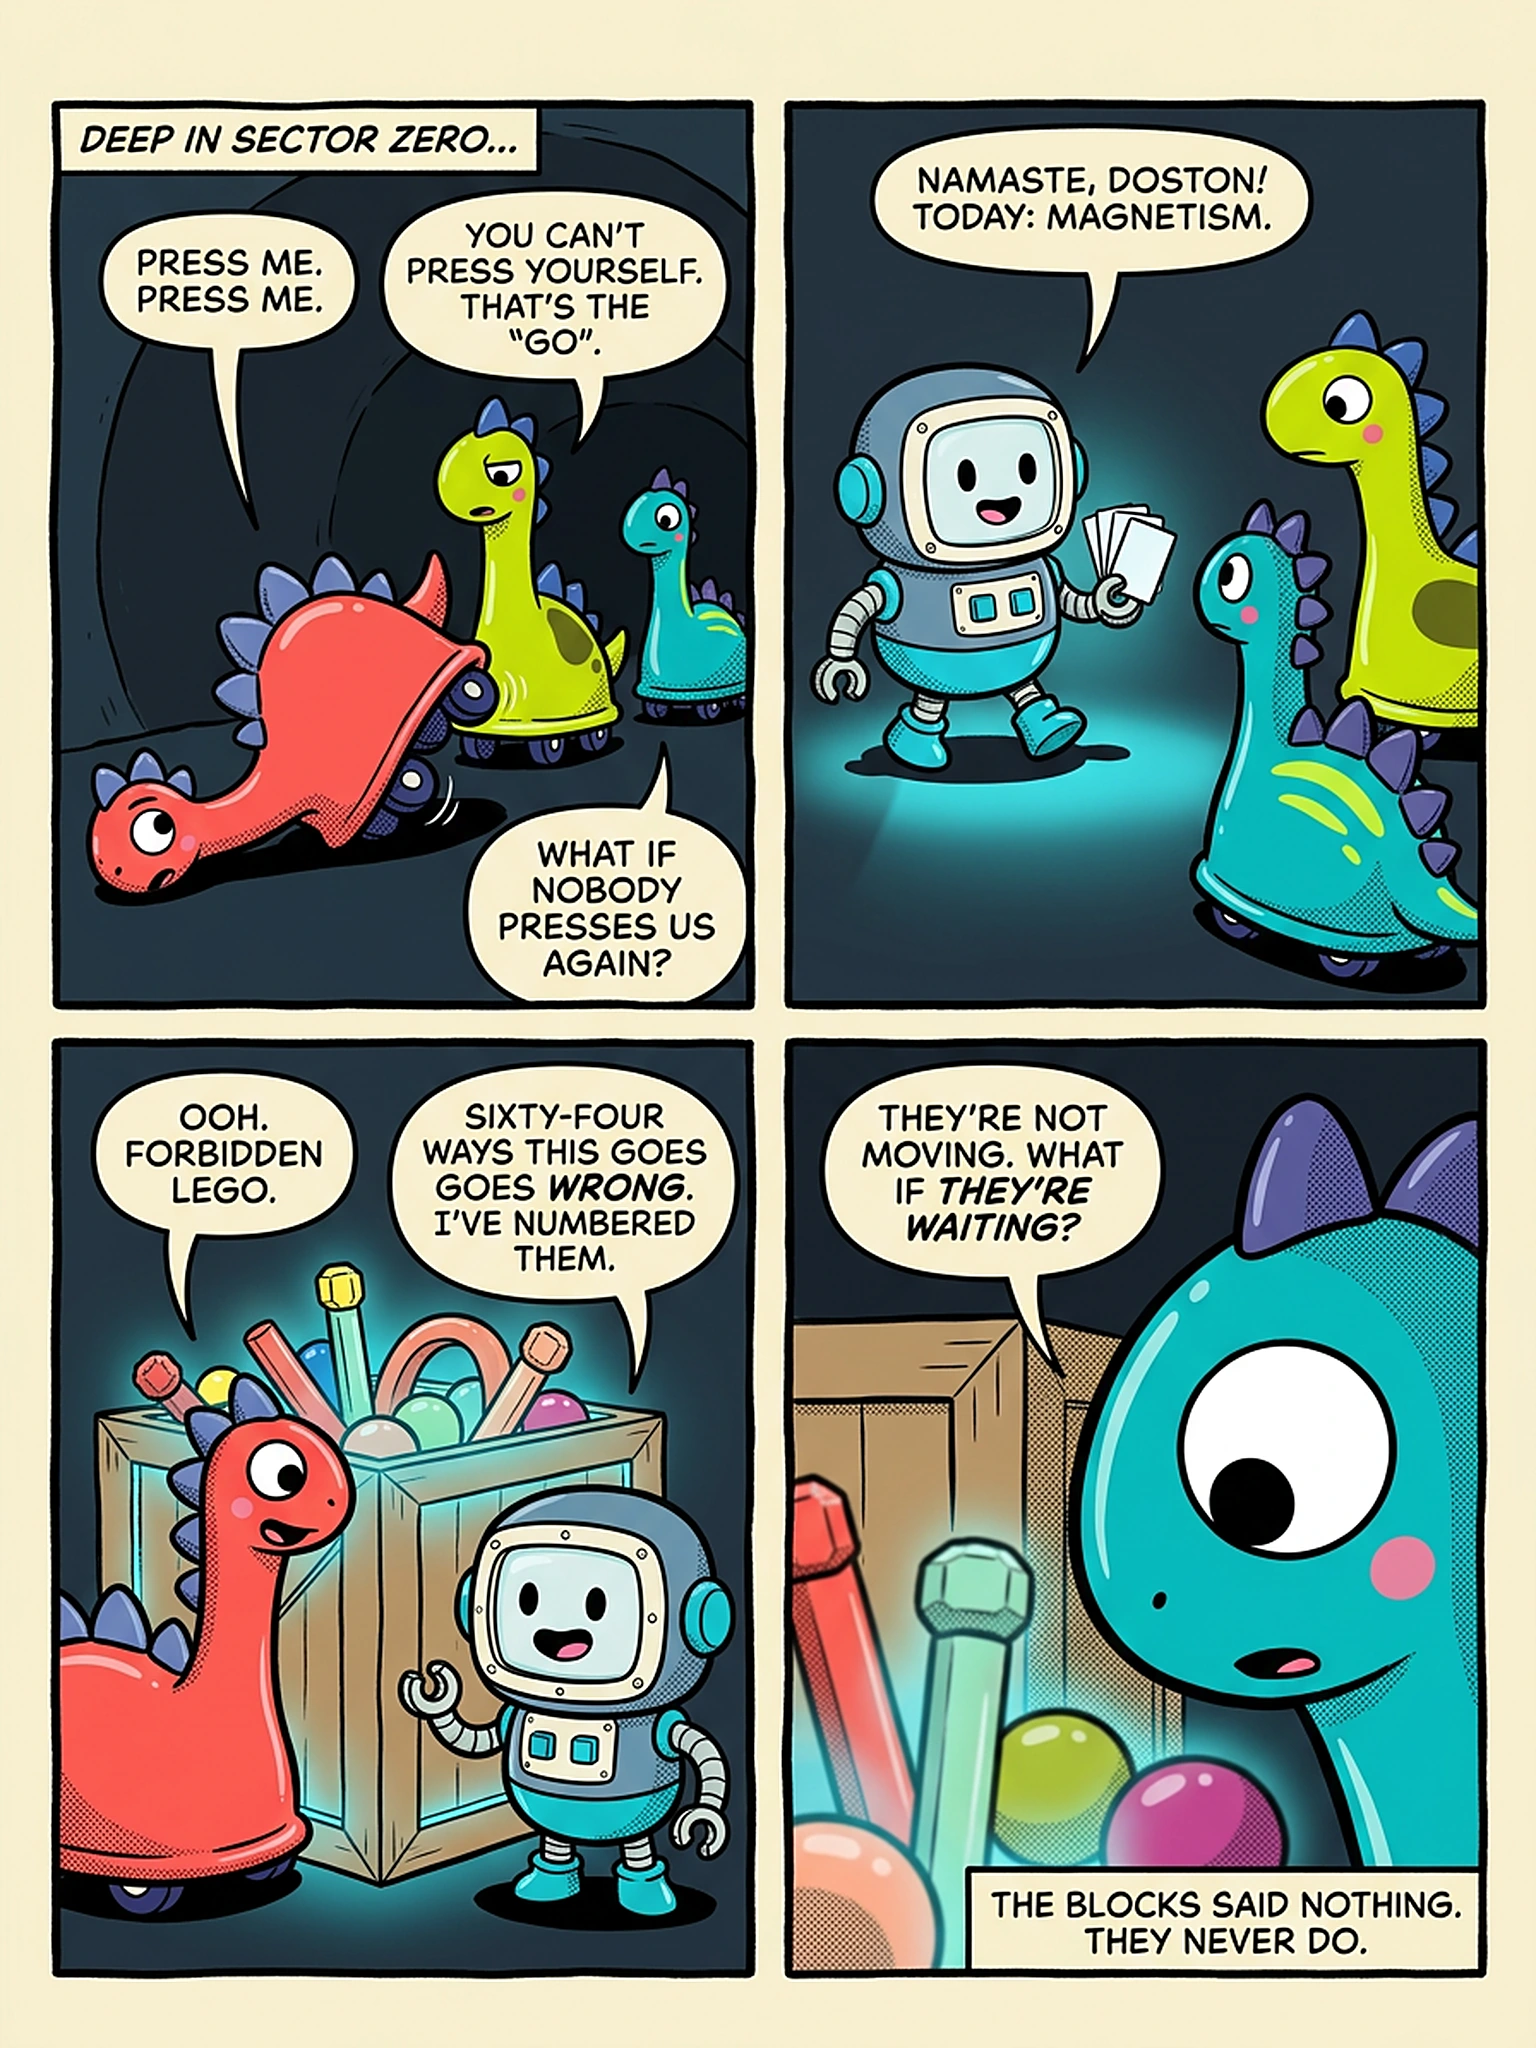 DEEP IN SECTOR ZERO...
PRESS ME.
PRESS ME.
YOU CAN'T
PRESS YOURSELF.
THAT'S THE
"GO".
WHAT IF
NOBODY
PRESSES US
AGAIN?
NAMASTE, DOSTON!
TODAY: MAGNETISM.
OOH.
FORBIDDEN
LEGO.
SIXTY-FOUR
WAYS THIS GOES
GOES WRONG.
I'VE NUMBERED
THEM.
THEY'RE NOT
MOVING. WHAT
IF THEY'RE
WAITING?
THE BLOCKS SAID NOTHING.
THEY NEVER DO.